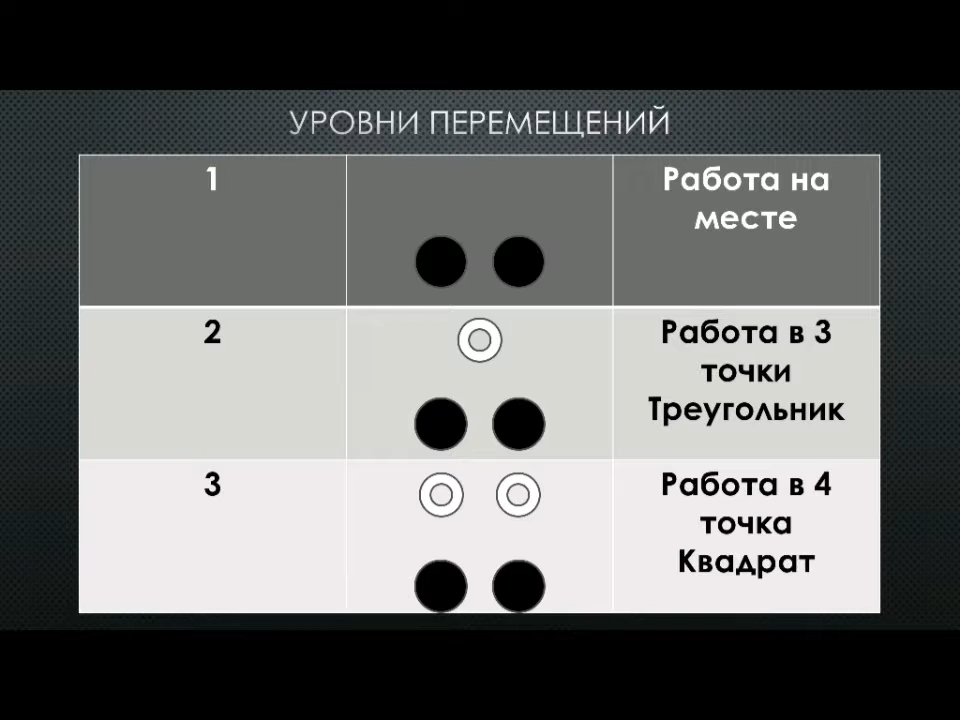 УРОВНИ ПЕРЕМЕЩЕНИЙ
1
Работа на
месте
2
Работа в 3
точки
Треугольник
3
Работа в 4
точка
Квадрат